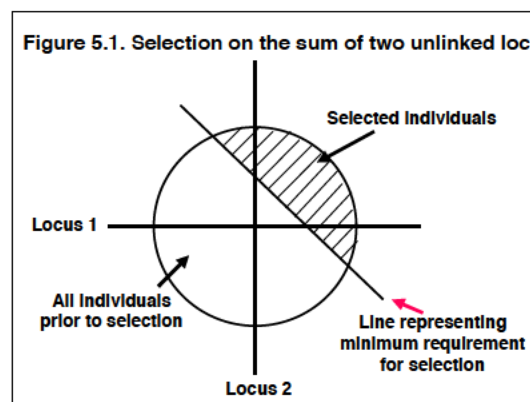 Figure 5.1. Selection on the sum of two unlinked loc
Selected individuals
Locus 1
All individuals
prior to selection
Line representing
minimum requirement
for selection
Locus 2